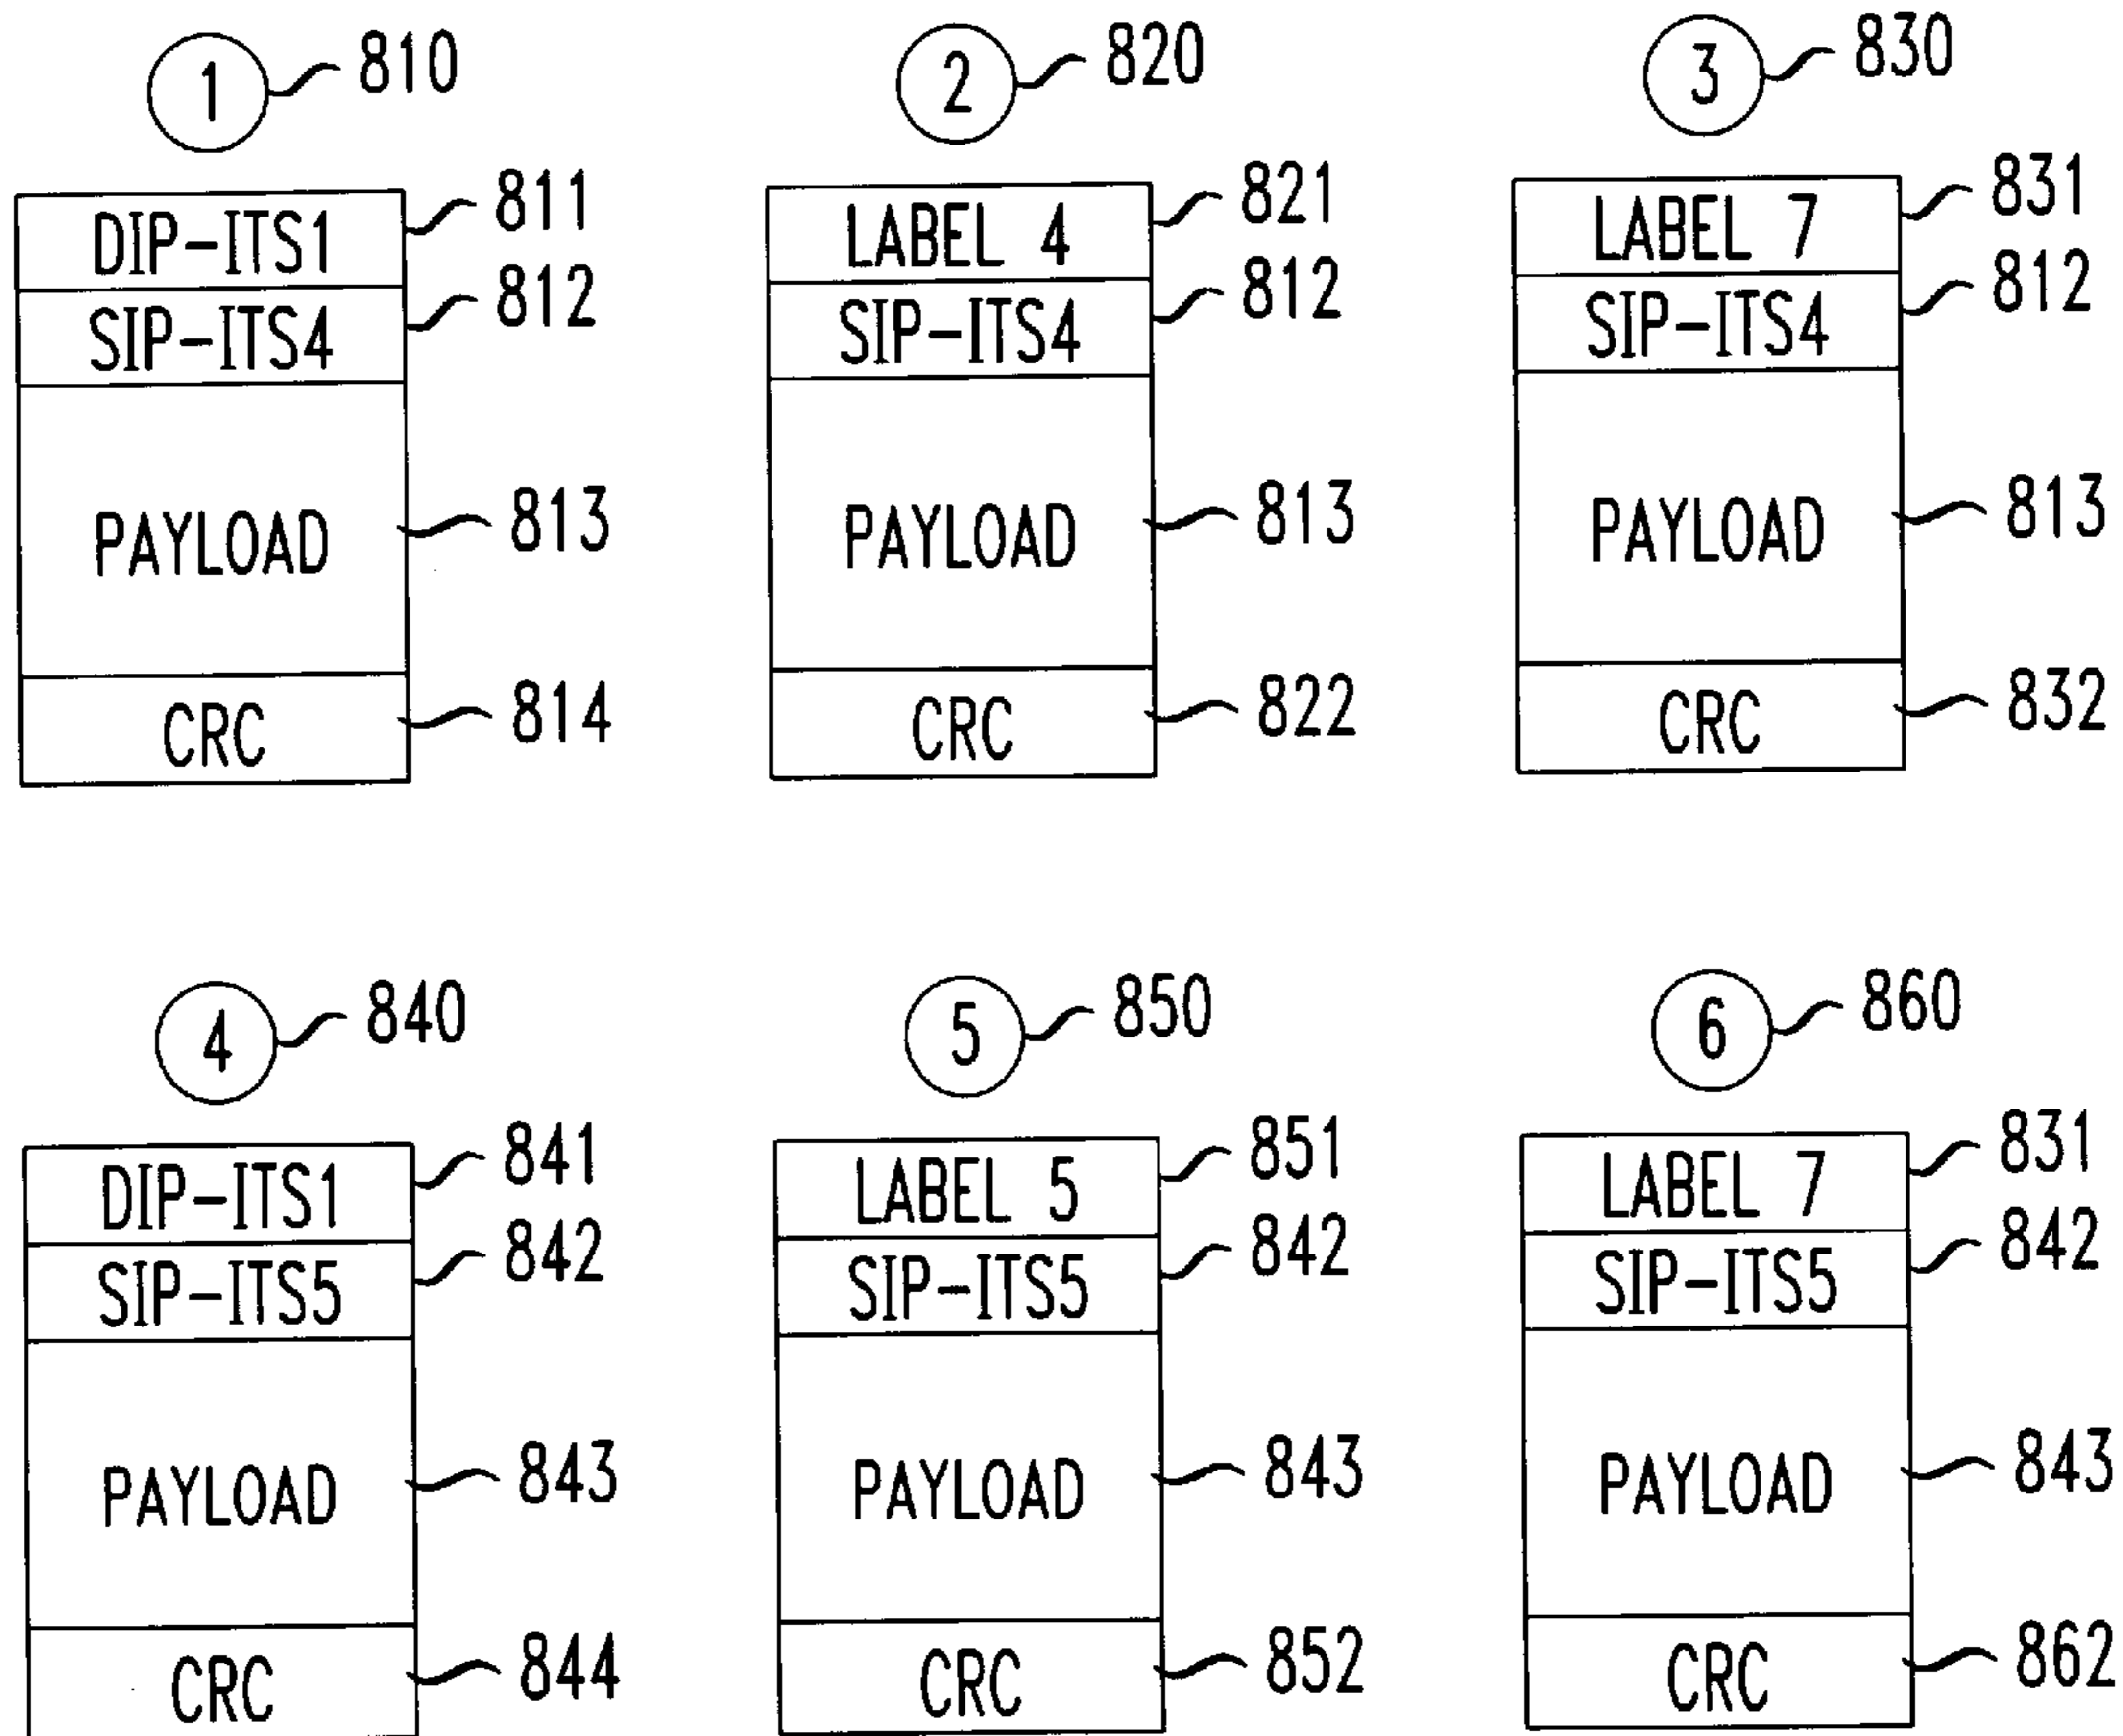 1 810
DIP-ITS1 811
SIP-ITS4 812
PAYLOAD 813
CRC 814
2 820
LABEL 4 821
SIP-ITS4 812
PAYLOAD 813
CRC 822
3 830
LABEL 7 831
SIP-ITS4 812
PAYLOAD 813
CRC 832
4 840
DIP-ITS1 841
SIP-ITS5 842
PAYLOAD 843
CRC 844
5 850
LABEL 5 851
SIP-ITS5 842
PAYLOAD 843
CRC 852
6 860
LABEL 7 831
SIP-ITS5 842
PAYLOAD 843
CRC 862